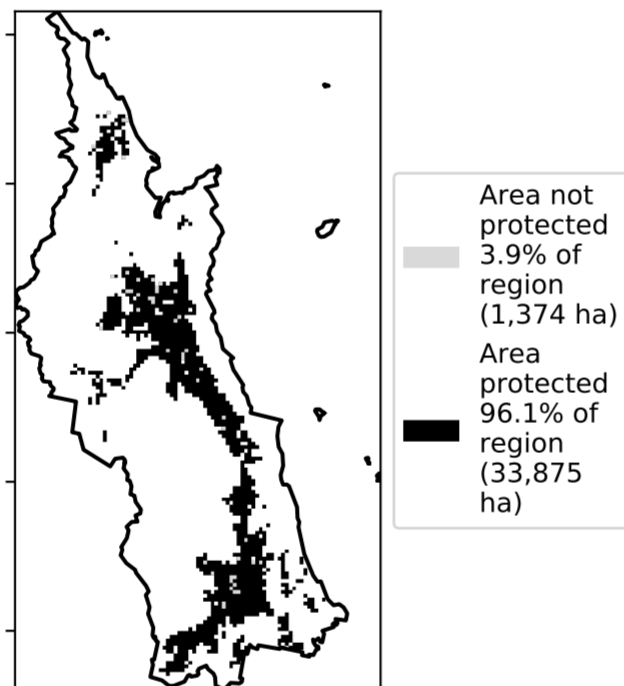 Area not
protected
3.9% of
region
(1,374 ha)
Area
protected
96.1% of
region
(33,875
ha)